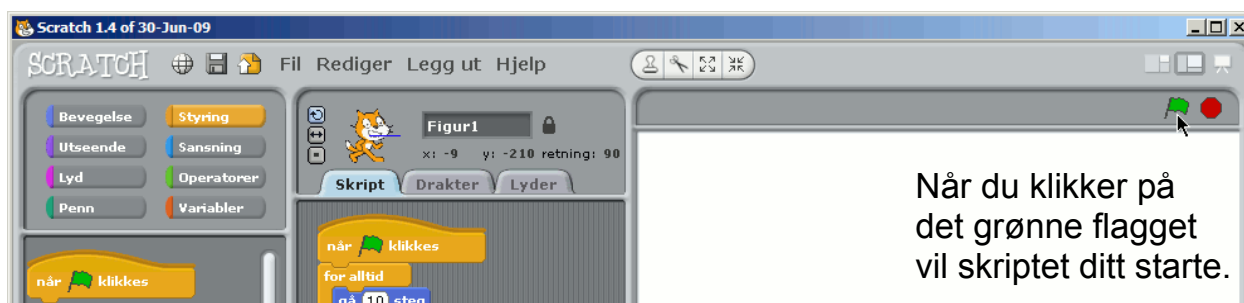 Scratch 1.4 of 30-Jun-09
SCRATCH Fil Rediger Legg ut Hjelp
Bevegelse Styring
Utseende Sansning
Lyd Operatorer
Penn Variabler
når klikkes
Figur1
x: -9 y: -210 retning: 90
Skript Drakter Lyder
når klikkes
for alltid
gå 10 steg
Når du klikker på
det grønne flagget
vil skriptet ditt starte.